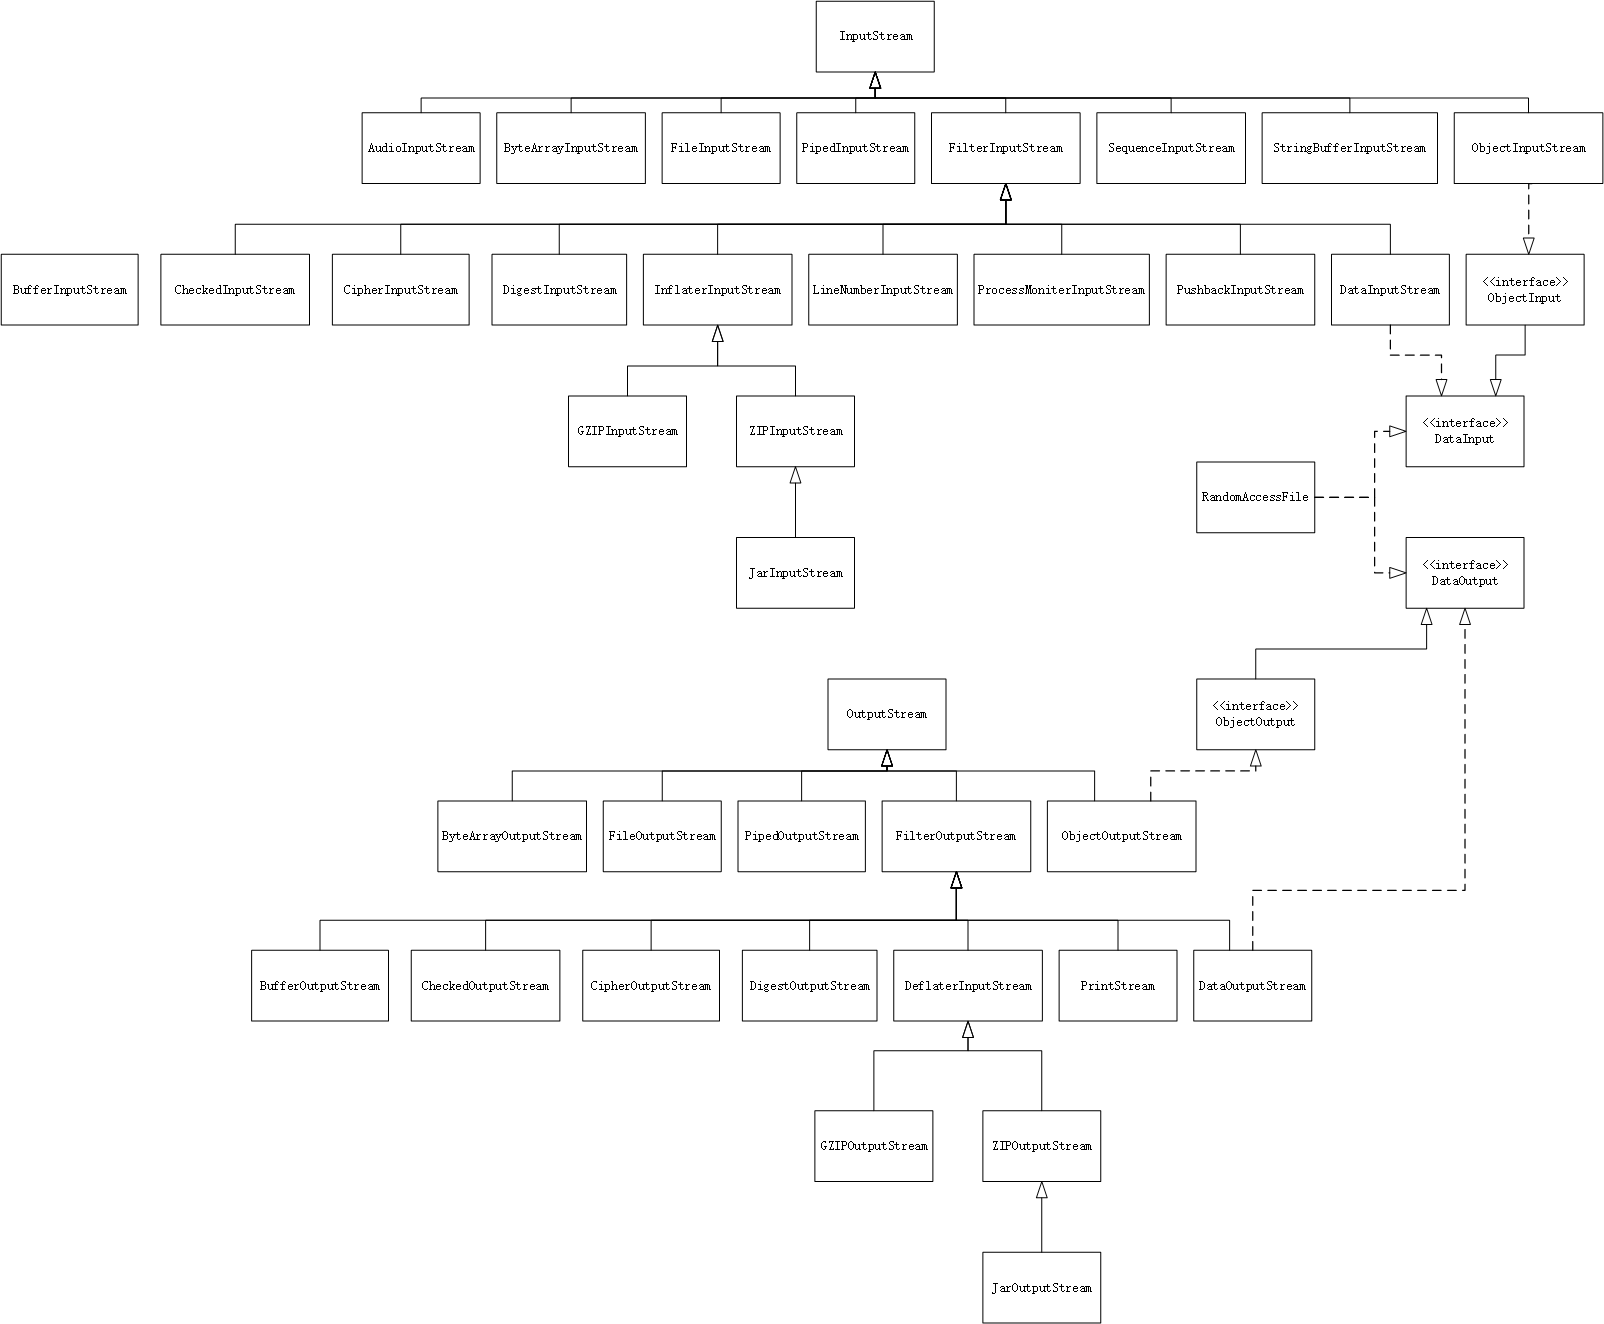 InputStream
AudioInputStream
ByteArrayInputStream
FileInputStream
PipedInputStream
FilterInputStream
SequenceInputStream
StringBufferInputStream
ObjectInputStream
BufferInputStream
CheckedInputStream
CipherInputStream
DigestInputStream
InflaterInputStream
LineNumberInputStream
ProcessMoniterInputStream
PushbackInputStream
DataInputStream
<<interface>>
ObjectInput
GZIPInputStream
ZIPInputStream
<<interface>>
DataInput
RandomAccessFile
JarInputStream
<<interface>>
DataOutput
OutputStream
<<interface>>
ObjectOutput
ByteArrayOutputStream
FileOutputStream
PipedOutputStream
FilterOutputStream
ObjectOutputStream
BufferOutputStream
CheckedOutputStream
CipherOutputStream
DigestOutputStream
DeflaterInputStream
PrintStream
DataOutputStream
GZIPOutputStream
ZIPOutputStream
JarOutputStream